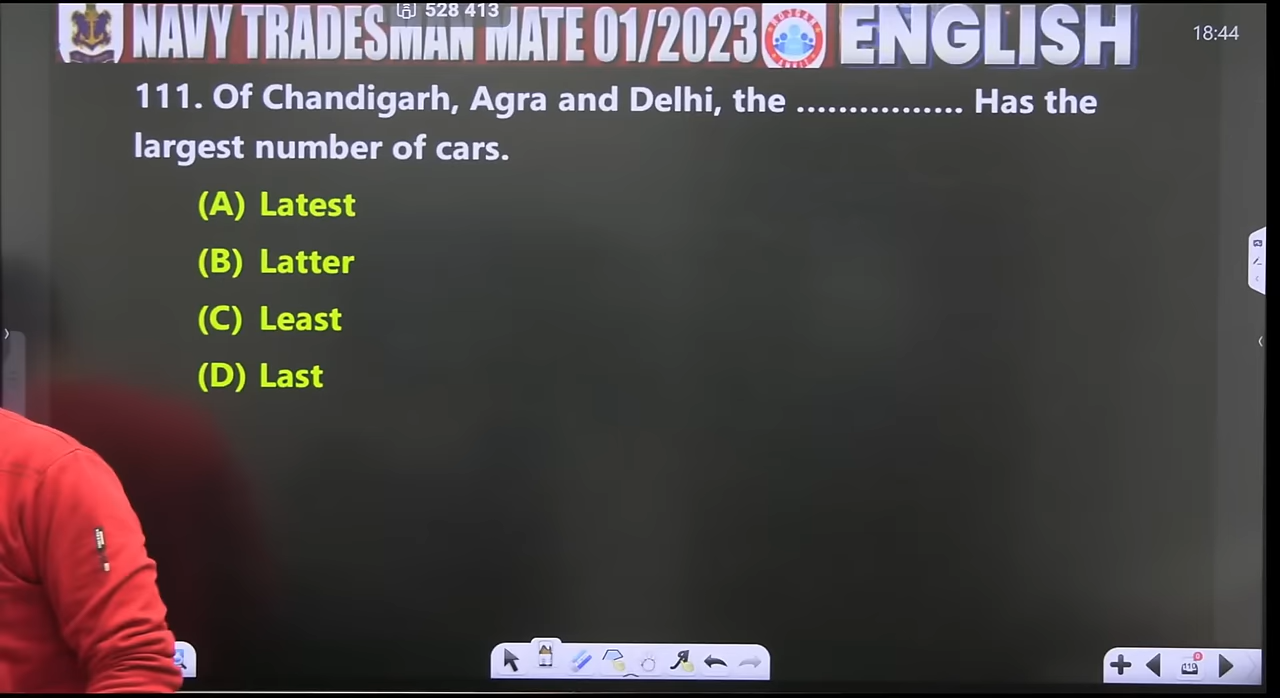 528 413
NAVY TRADESMAN MATE 01/2023 ENGLISH
18:44
111. Of Chandigarh, Agra and Delhi, the ................ Has the
largest number of cars.
(A) Latest
(B) Latter
(C) Least
(D) Last
110